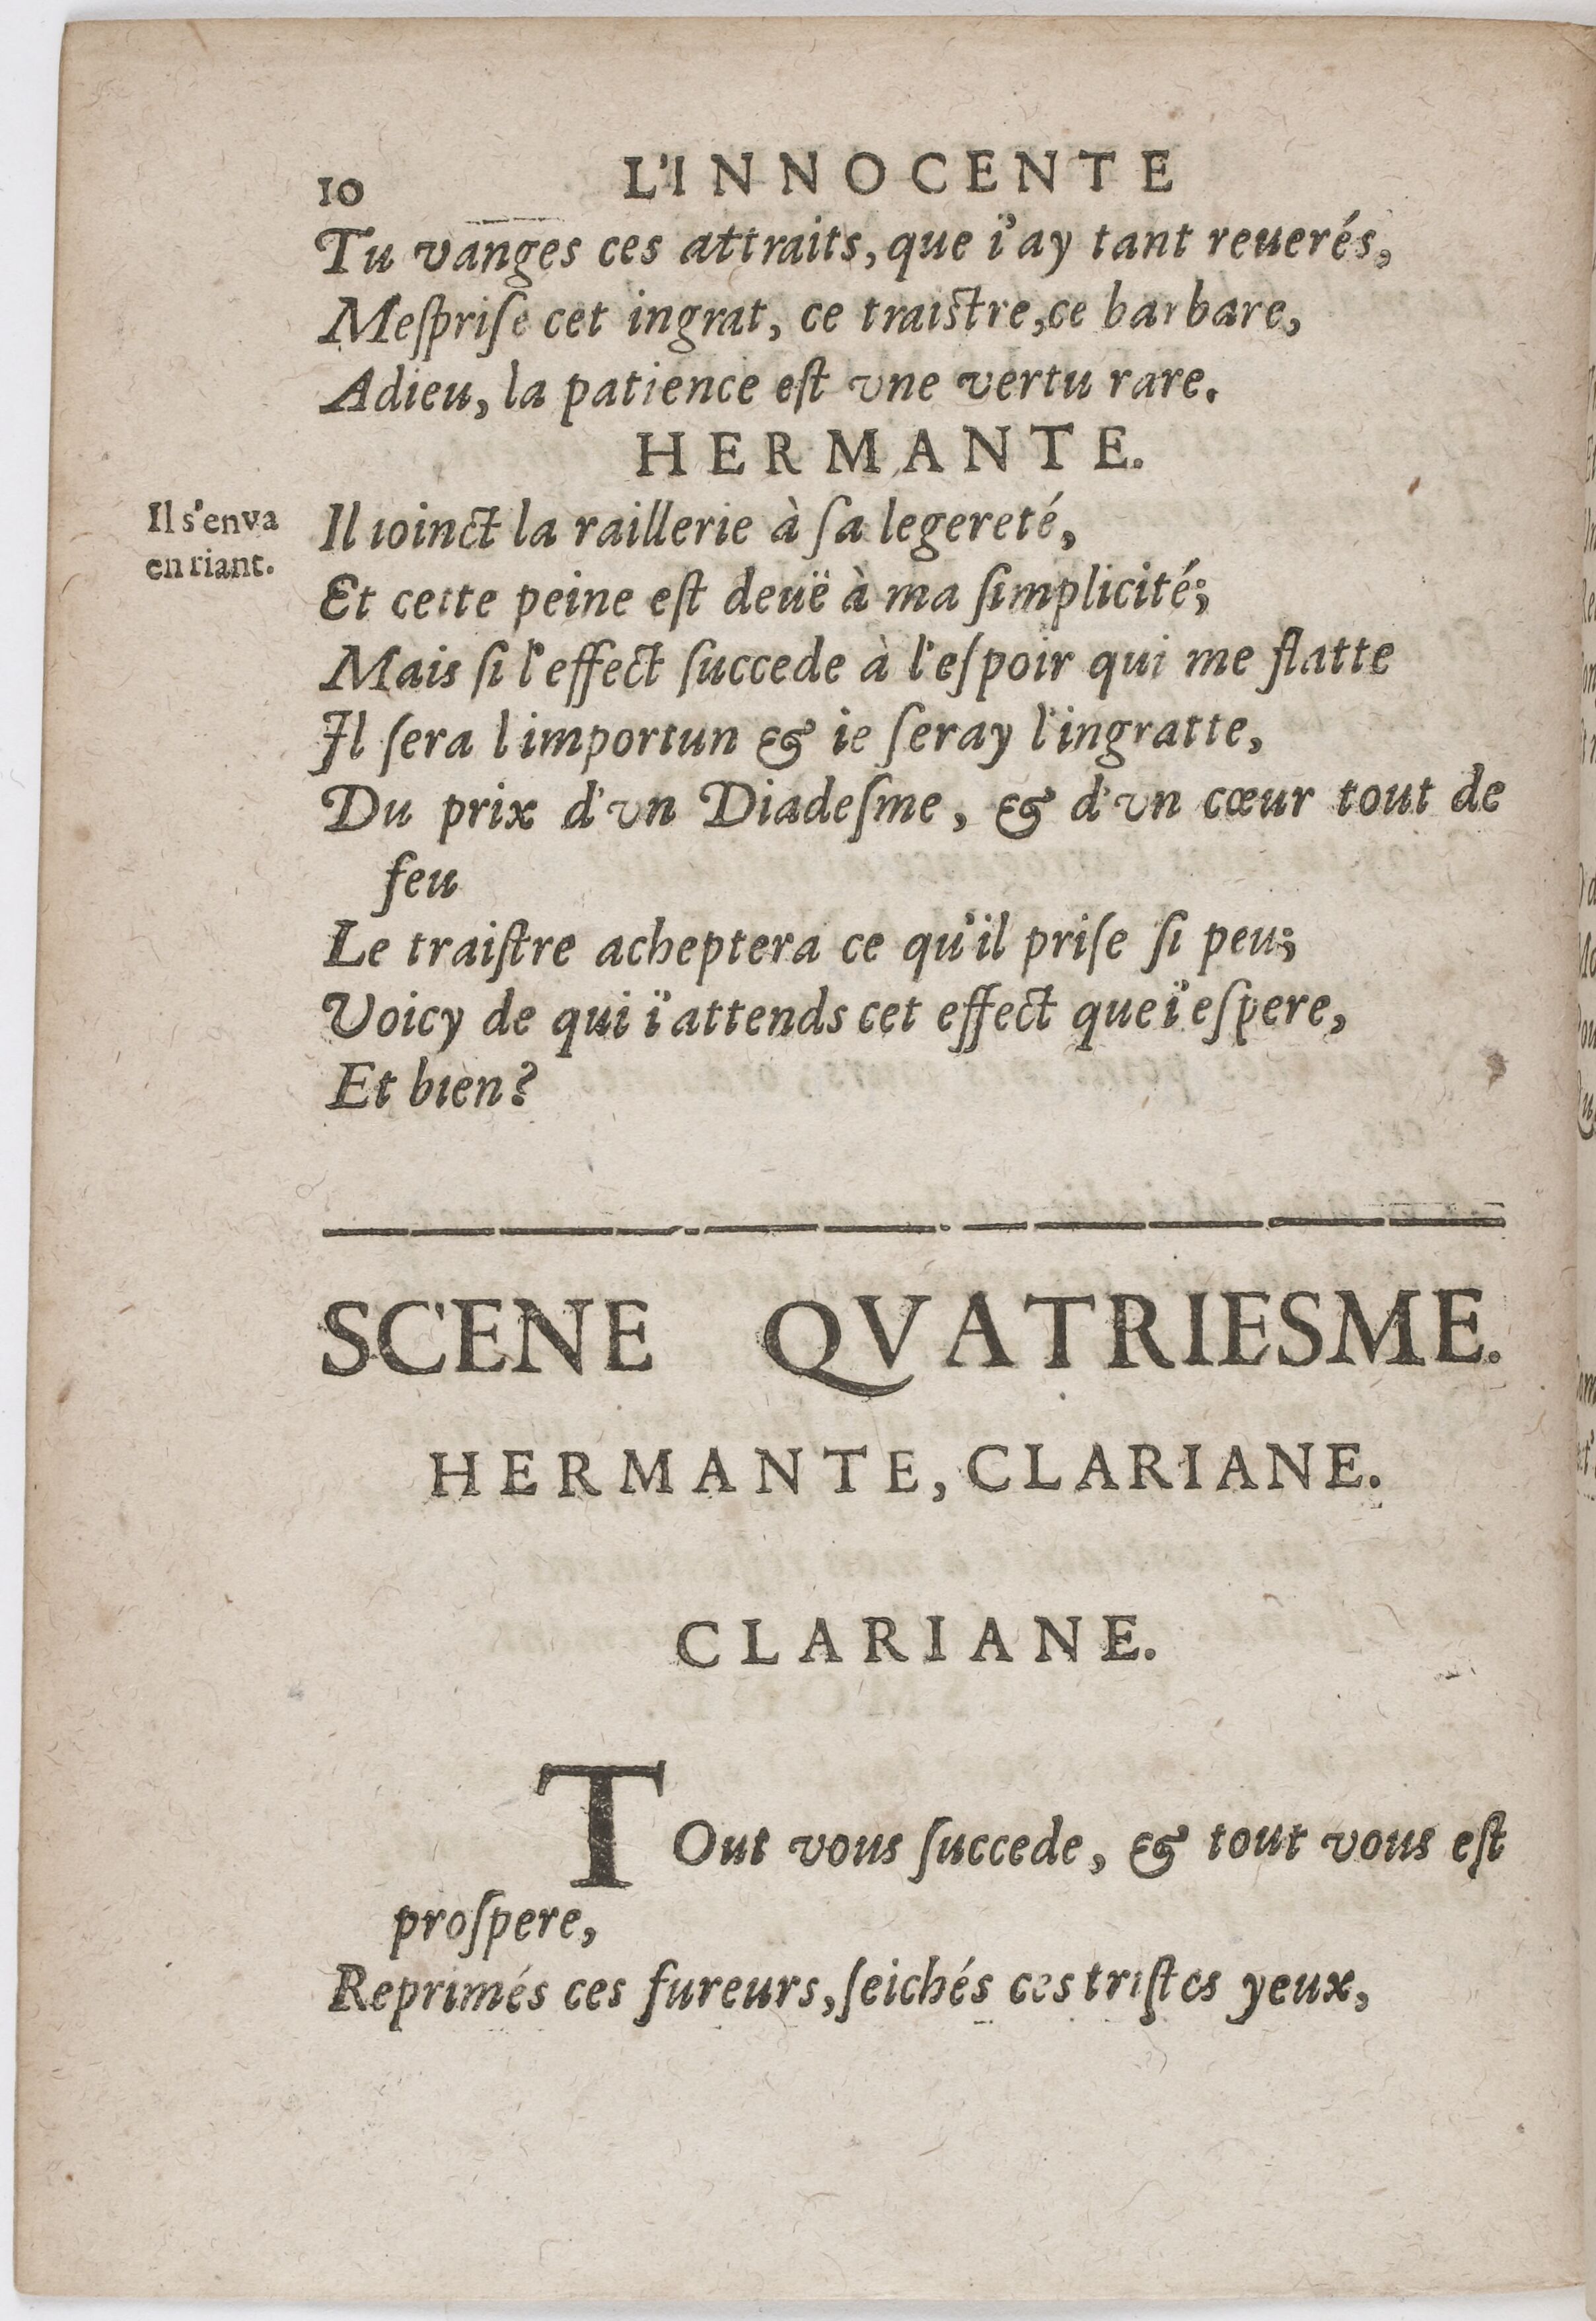 10 L'INNOCENTE
Tu vanges ces attraits, que i'ay tant reuerés,
Meſpriſe cet ingrat, ce traiſtre, ce barbare,
Adieu, la patience eſt vne vertu rare.
HERMANTE.
Il s'en va
en riant.
Il ioinct la raillerie à ſa legereté,
Et cette peine eſt deuë à ma ſimplicité;
Mais ſi l'effect ſuccede à l'eſpoir qui me flatte
Il ſera l'importun & ie ſeray l'ingratte,
Du prix d'vn Diadeſme, & d'vn cœur tout de
feu
Le traiſtre acheptera ce qu'il priſe ſi peu;
Voicy de qui i'attends cet effect que i'eſpere,
Et bien?
SCENE QVATRIESME.
HERMANTE, CLARIANE.
CLARIANE.
TOut vous ſuccede, & tout vous eſt
proſpere,
Reprimés ces fureurs, ſeichés ces triſtes yeux,